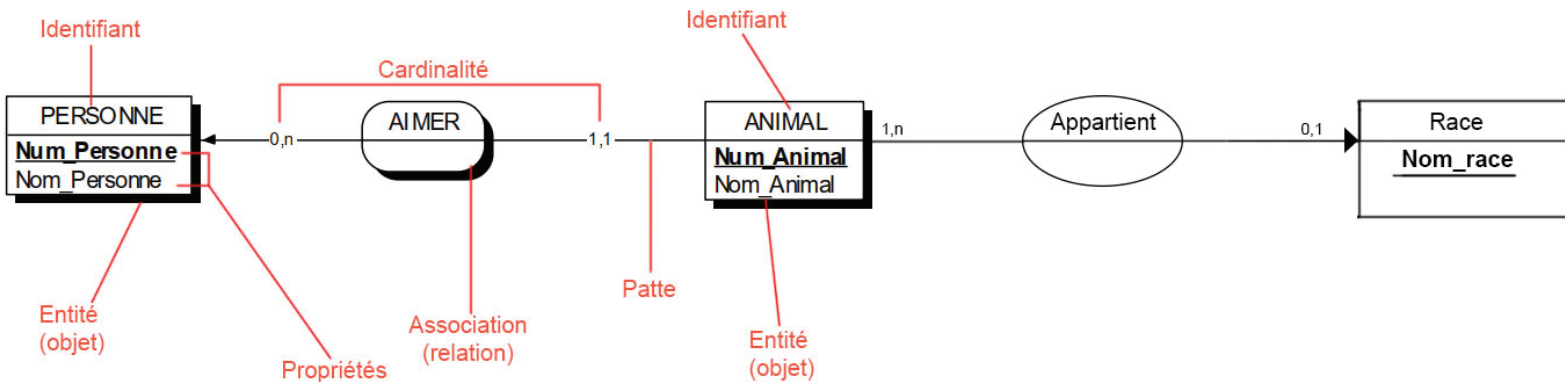 Identifiant
Identifiant
Cardinalité
PERSONNE
Num_Personne
Nom_Personne
0,n
AIMER
1,1
ANIMAL
Num_Animal
Nom_Animal
1,n
Appartient
0,1
Race
Nom_race
Entité
(objet)
Propriétés
Association
(relation)
Patte
Entité
(objet)